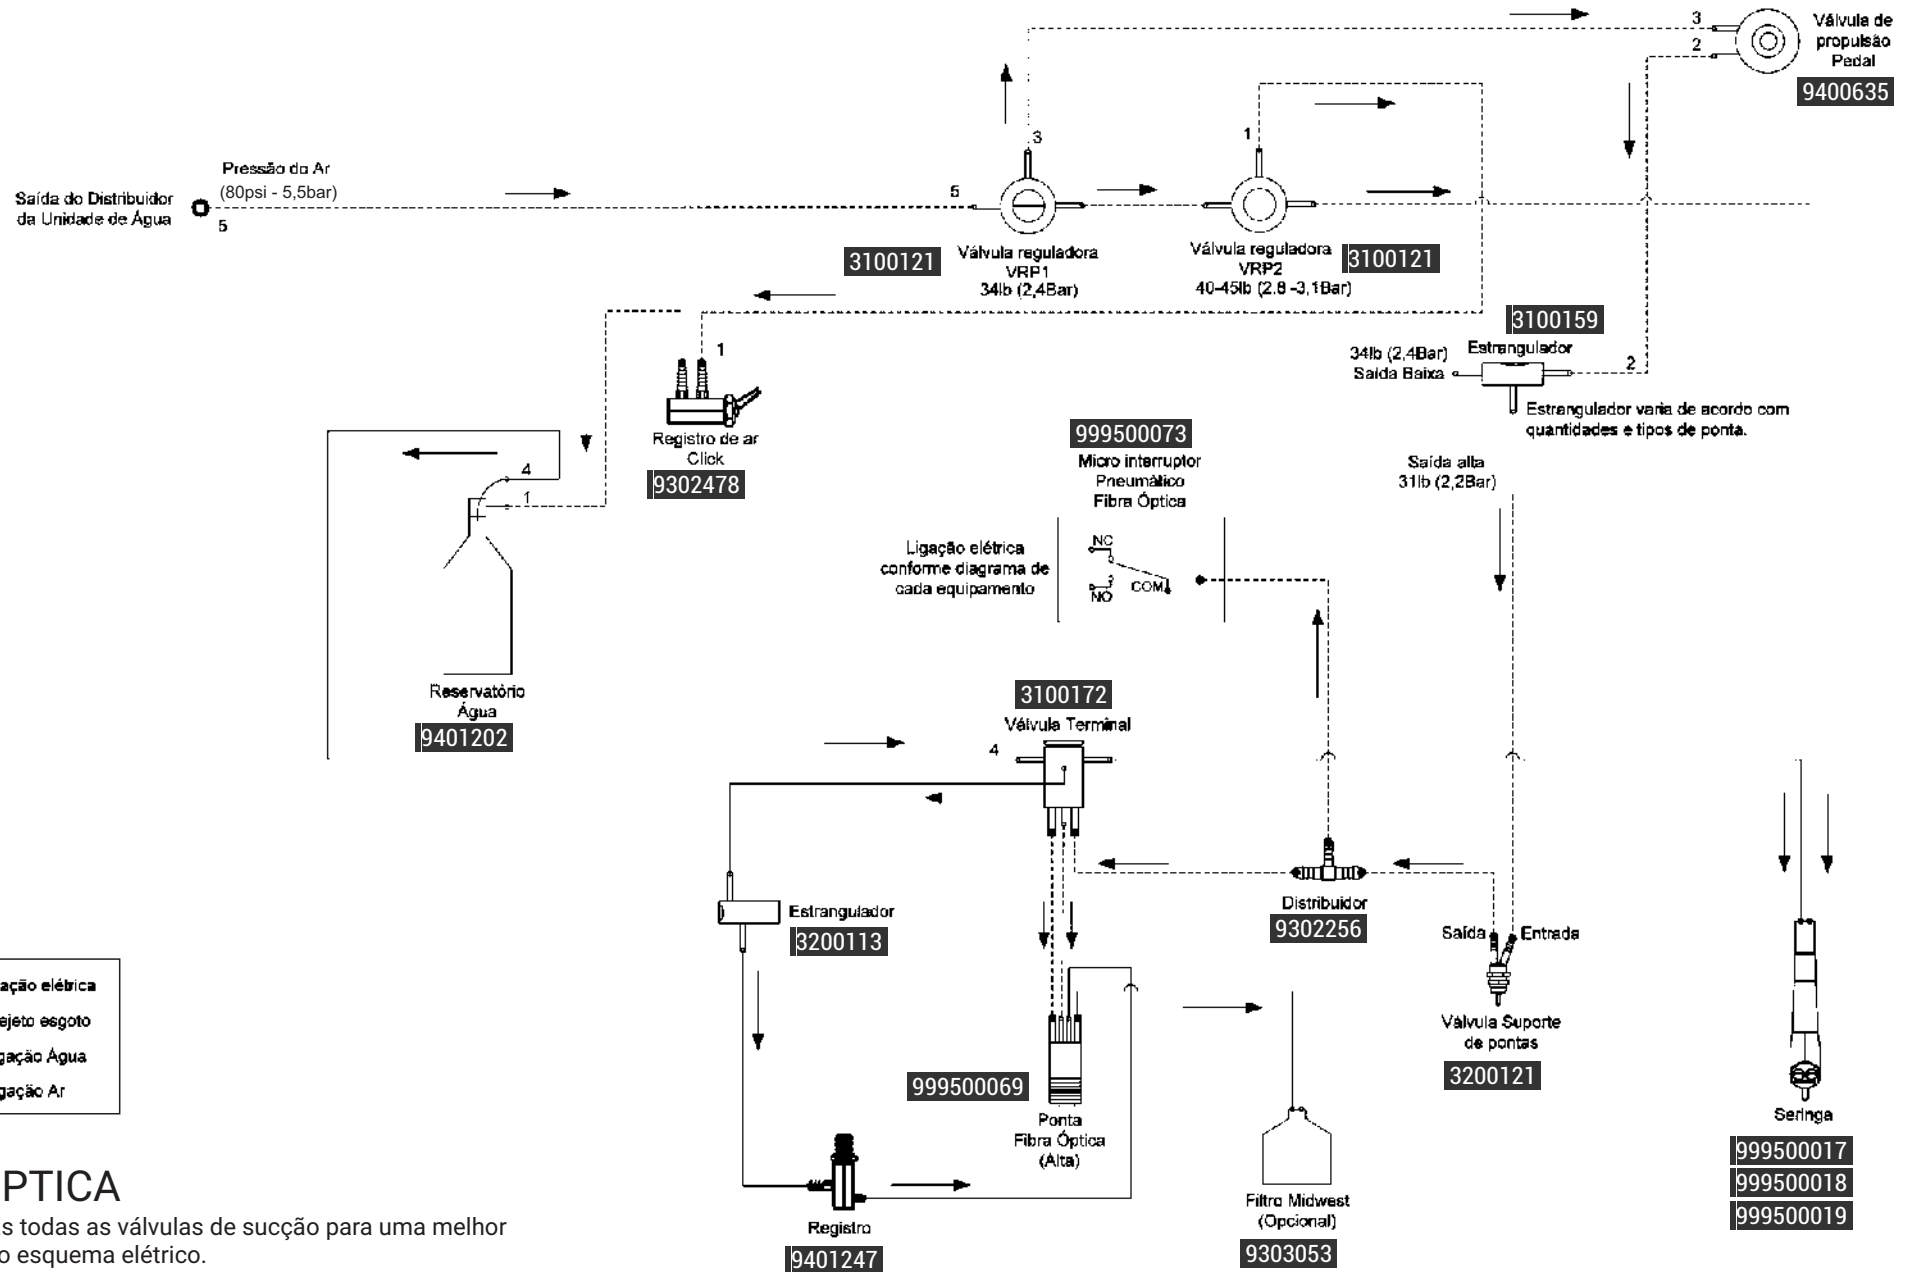 3
2
Válvula de
propulsão
Pedal
9400635
3
1
Pressão do Ar
(80psi - 5,5bar)
Saída do Distribuidor
da Unidade de Água
5
5
3100121
Válvula reguladora
VRP1
34lb (2,4Bar)
Válvula reguladora
VRP2
40-45lb (2.8 -3,1Bar)
3100121
3100159
Estrangulador
34lb (2,4Bar)
Saída Baixa
2
Estrangulador varia de acordo com
quantidades e tipos de ponta.
1
Registro de ar
Click
9302478
4
1
Reservatório
Água
9401202
999500073
Micro interruptor
Pneumático
Fibra Óptica
Ligação elétrica
conforme diagrama de
cada equipamento
NC
NO
COM
Saída alta
31lb (2,2Bar)
3100172
Válvula Terminal
4
Estrangulador
3200113
Distribuidor
9302256
Saída
Entrada
Válvula Suporte
de pontas
3200121
999500069
Ponta
Fibra Óptica
(Alta)
Registro
9401247
Filtro Midwest
(Opcional)
9303053
Seringa
999500017
999500018
999500019
ação elétrica
ejeto esgoto
gação Água
gação Ar
PTICA
s todas as válvulas de sucção para uma melhor
o esquema elétrico.